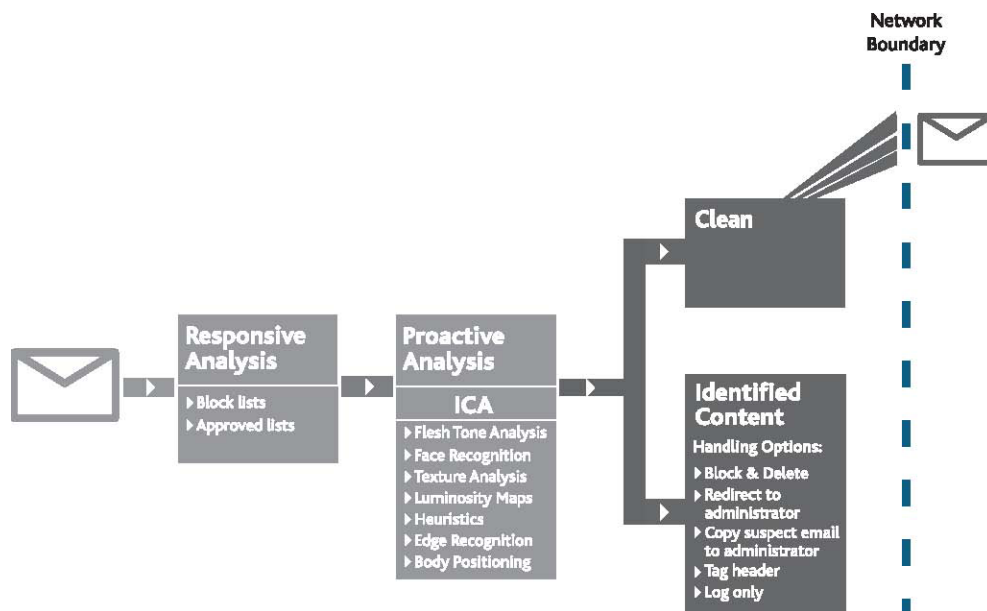 Network
Boundary
Clean
Responsive
Analysis
Block lists
Approved lists
Proactive
Analysis
ICA
Flesh Tone Analysis
Face Recognition
Texture Analysis
Luminosity Maps
Heuristics
Edge Recognition
Body Positioning
Identified
Content
Handling Options:
Block & Delete
Redirect to
administrator
Copy suspect email
to administrator
Tag header
Log only